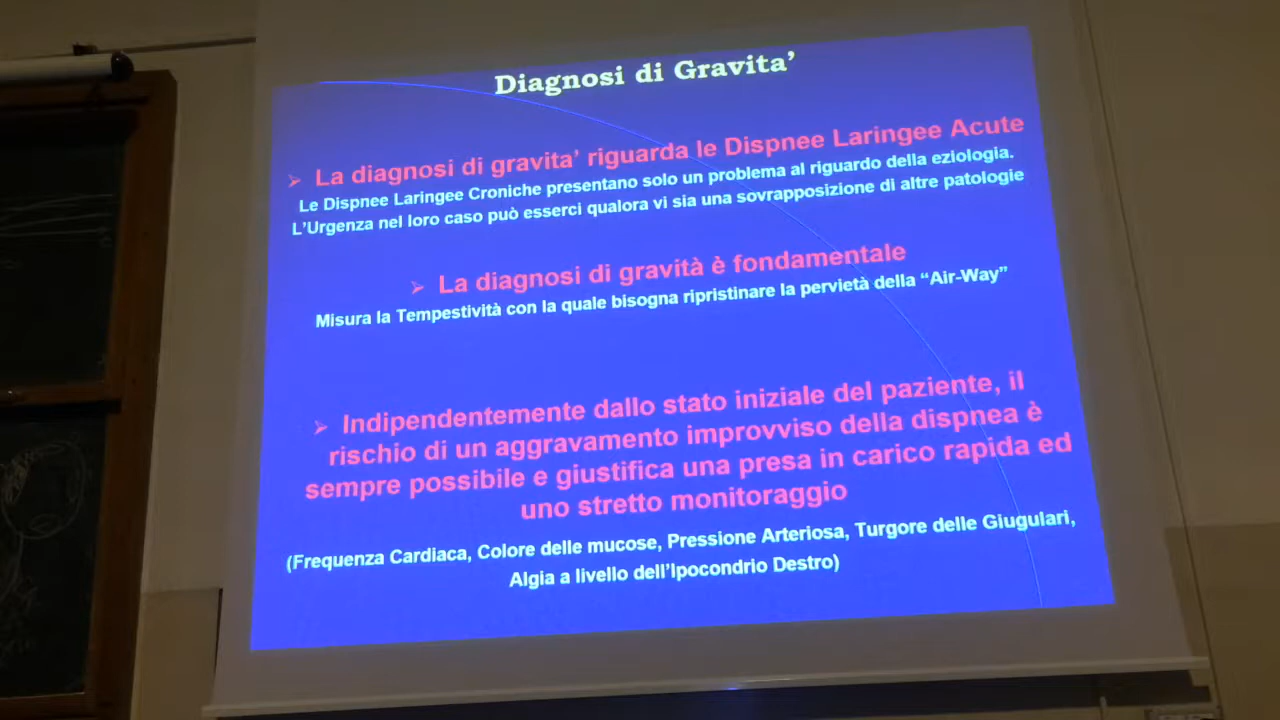 Diagnosi di Gravita’
➢ La diagnosi di gravita’ riguarda le Dispnee Laringee Acute
Le Dispnee Laringee Croniche presentano solo un problema al riguardo della eziologia.
L’Urgenza nel loro caso può esserci qualora vi sia una sovrapposizione di altre patologie
➢ La diagnosi di gravità è fondamentale
Misura la Tempestività con la quale bisogna ripristinare la pervietà della “Air-Way”
➢ Indipendentemente dallo stato iniziale del paziente, il
rischio di un aggravamento improvviso della dispnea è
sempre possibile e giustifica una presa in carico rapida ed
uno stretto monitoraggio
(Frequenza Cardiaca, Colore delle mucose, Pressione Arteriosa, Turgore delle Giugulari,
Algia a livello dell’Ipocondrio Destro)